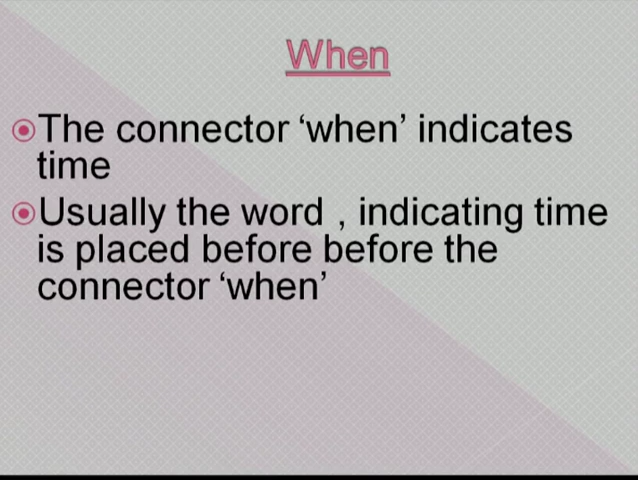 When
The connector ‘when’ indicates
time
Usually the word , indicating time
is placed before before the
connector ‘when’